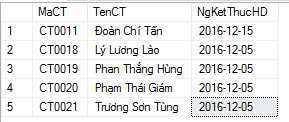 MaCT TenCT NgKetThucHD
1 CT0011 Đoàn Chí Tấn 2016-12-15
2 CT0018 Lý Lương Lào 2016-12-05
3 CT0019 Phan Thắng Hùng 2016-12-05
4 CT0020 Phạm Thái Giám 2016-12-05
5 CT0021 Trương Sơn Tùng 2016-12-05